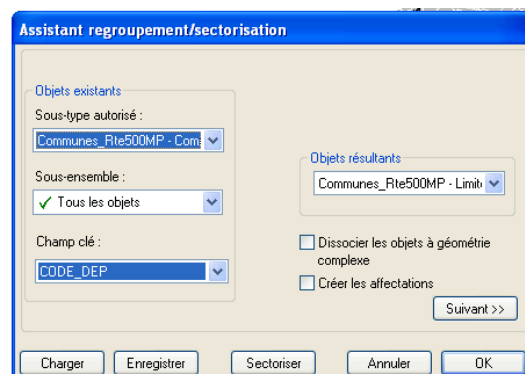 Assistant regroupement/sectorisation
Objets existants
Sous-type autorisé :
Communes_Rte500MP - Com
Sous-ensemble :
✓ Tous les objets
Champ clé :
CODE_DEP
Objets résultants
Communes_Rte500MP - Limite
Dissocier les objets à géométrie
complexe
Créer les affectations
Suivant >>
Charger
Enregistrer
Sectoriser
Annuler
OK